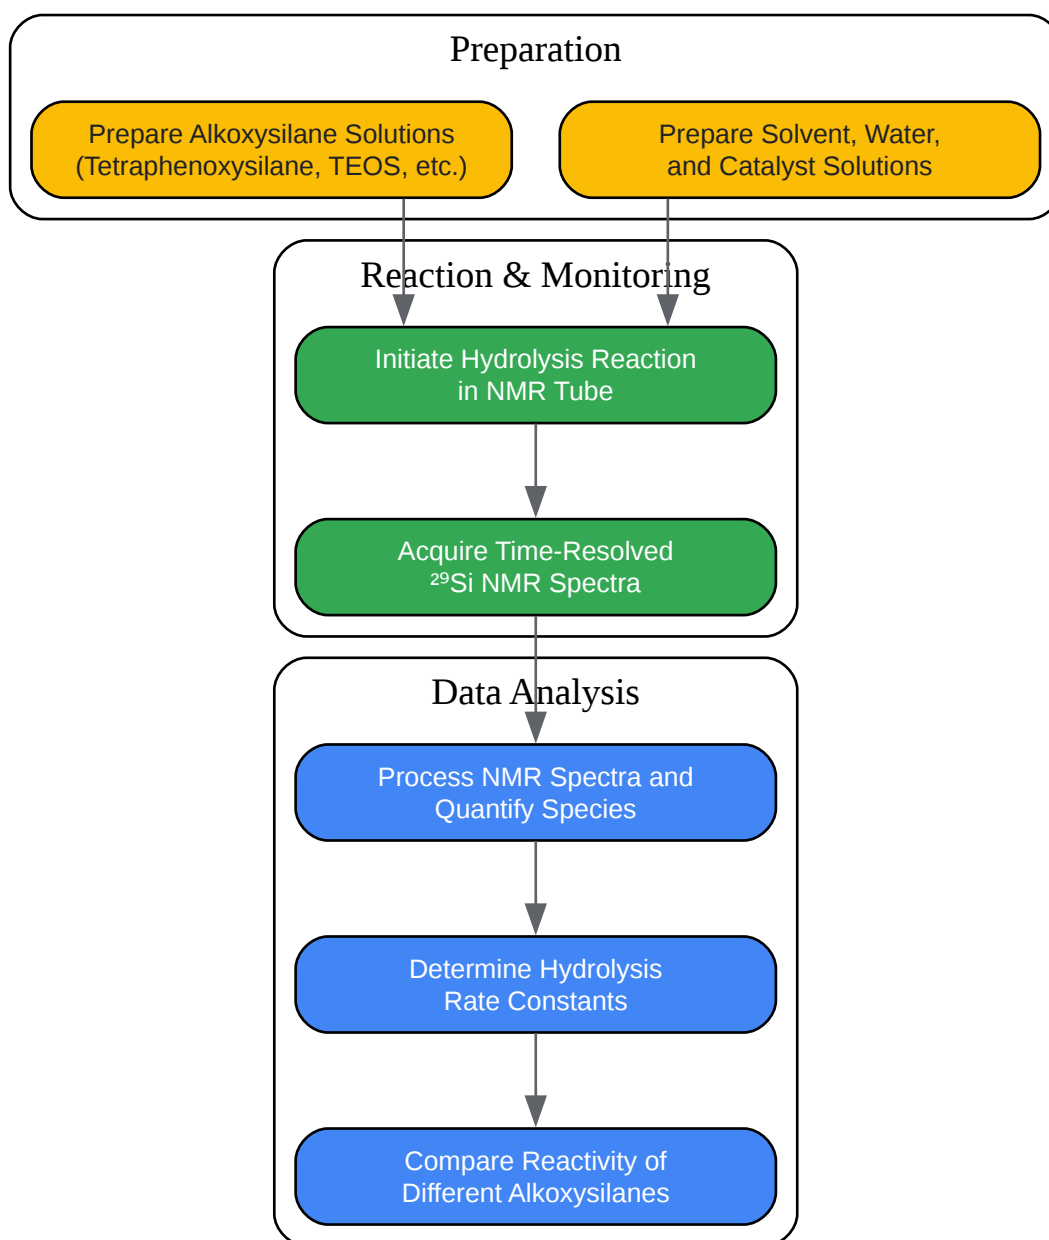 Preparation
Prepare Alkoxysilane Solutions
(Tetraphenoxysilane, TEOS, etc.)
Prepare Solvent, Water,
and Catalyst Solutions
Reaction & Monitoring
Initiate Hydrolysis Reaction
in NMR Tube
Acquire Time-Resolved
²⁹Si NMR Spectra
Data Analysis
Process NMR Spectra and
Quantify Species
Determine Hydrolysis
Rate Constants
Compare Reactivity of
Different Alkoxysilanes